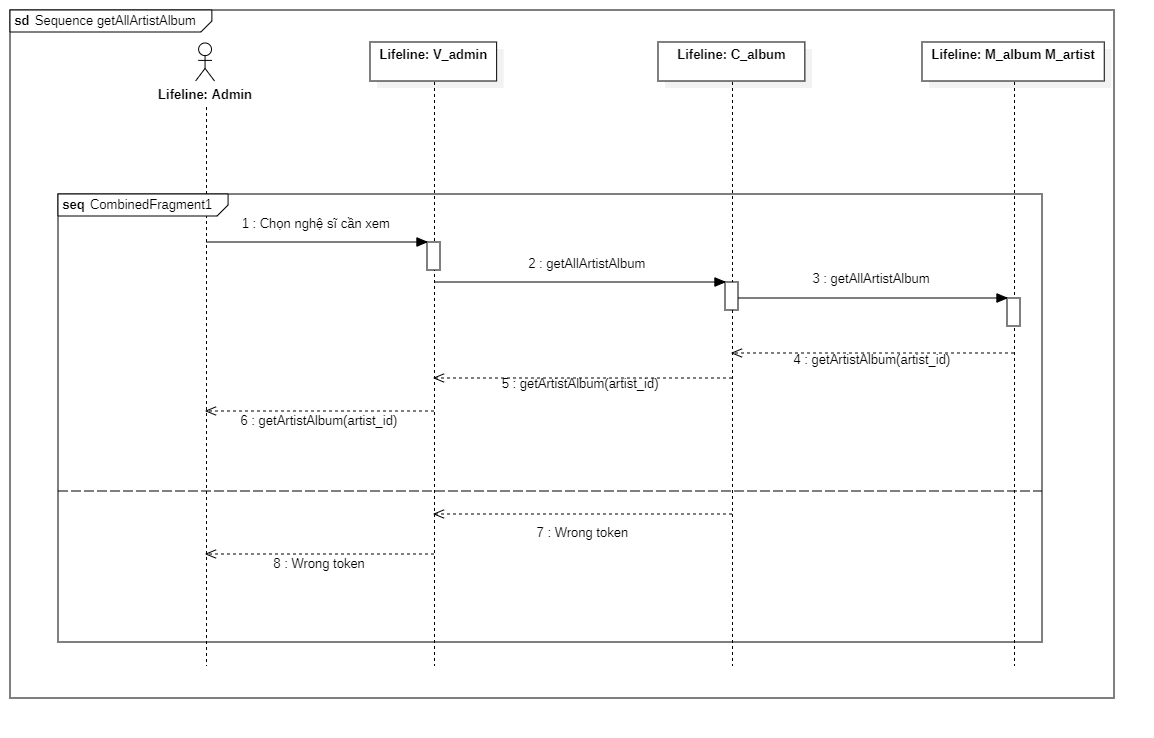 sd Sequence getAllArtistAlbum
Lifeline: Admin
Lifeline: V_admin
Lifeline: C_album
Lifeline: M_album M_artist
seq CombinedFragment1
1 : Chọn nghệ sĩ cần xem
2 : getAllArtistAlbum
3 : getAllArtistAlbum
4 : getArtistAlbum(artist_id)
5 : getArtistAlbum(artist_id)
6 : getArtistAlbum(artist_id)
7 : Wrong token
8 : Wrong token